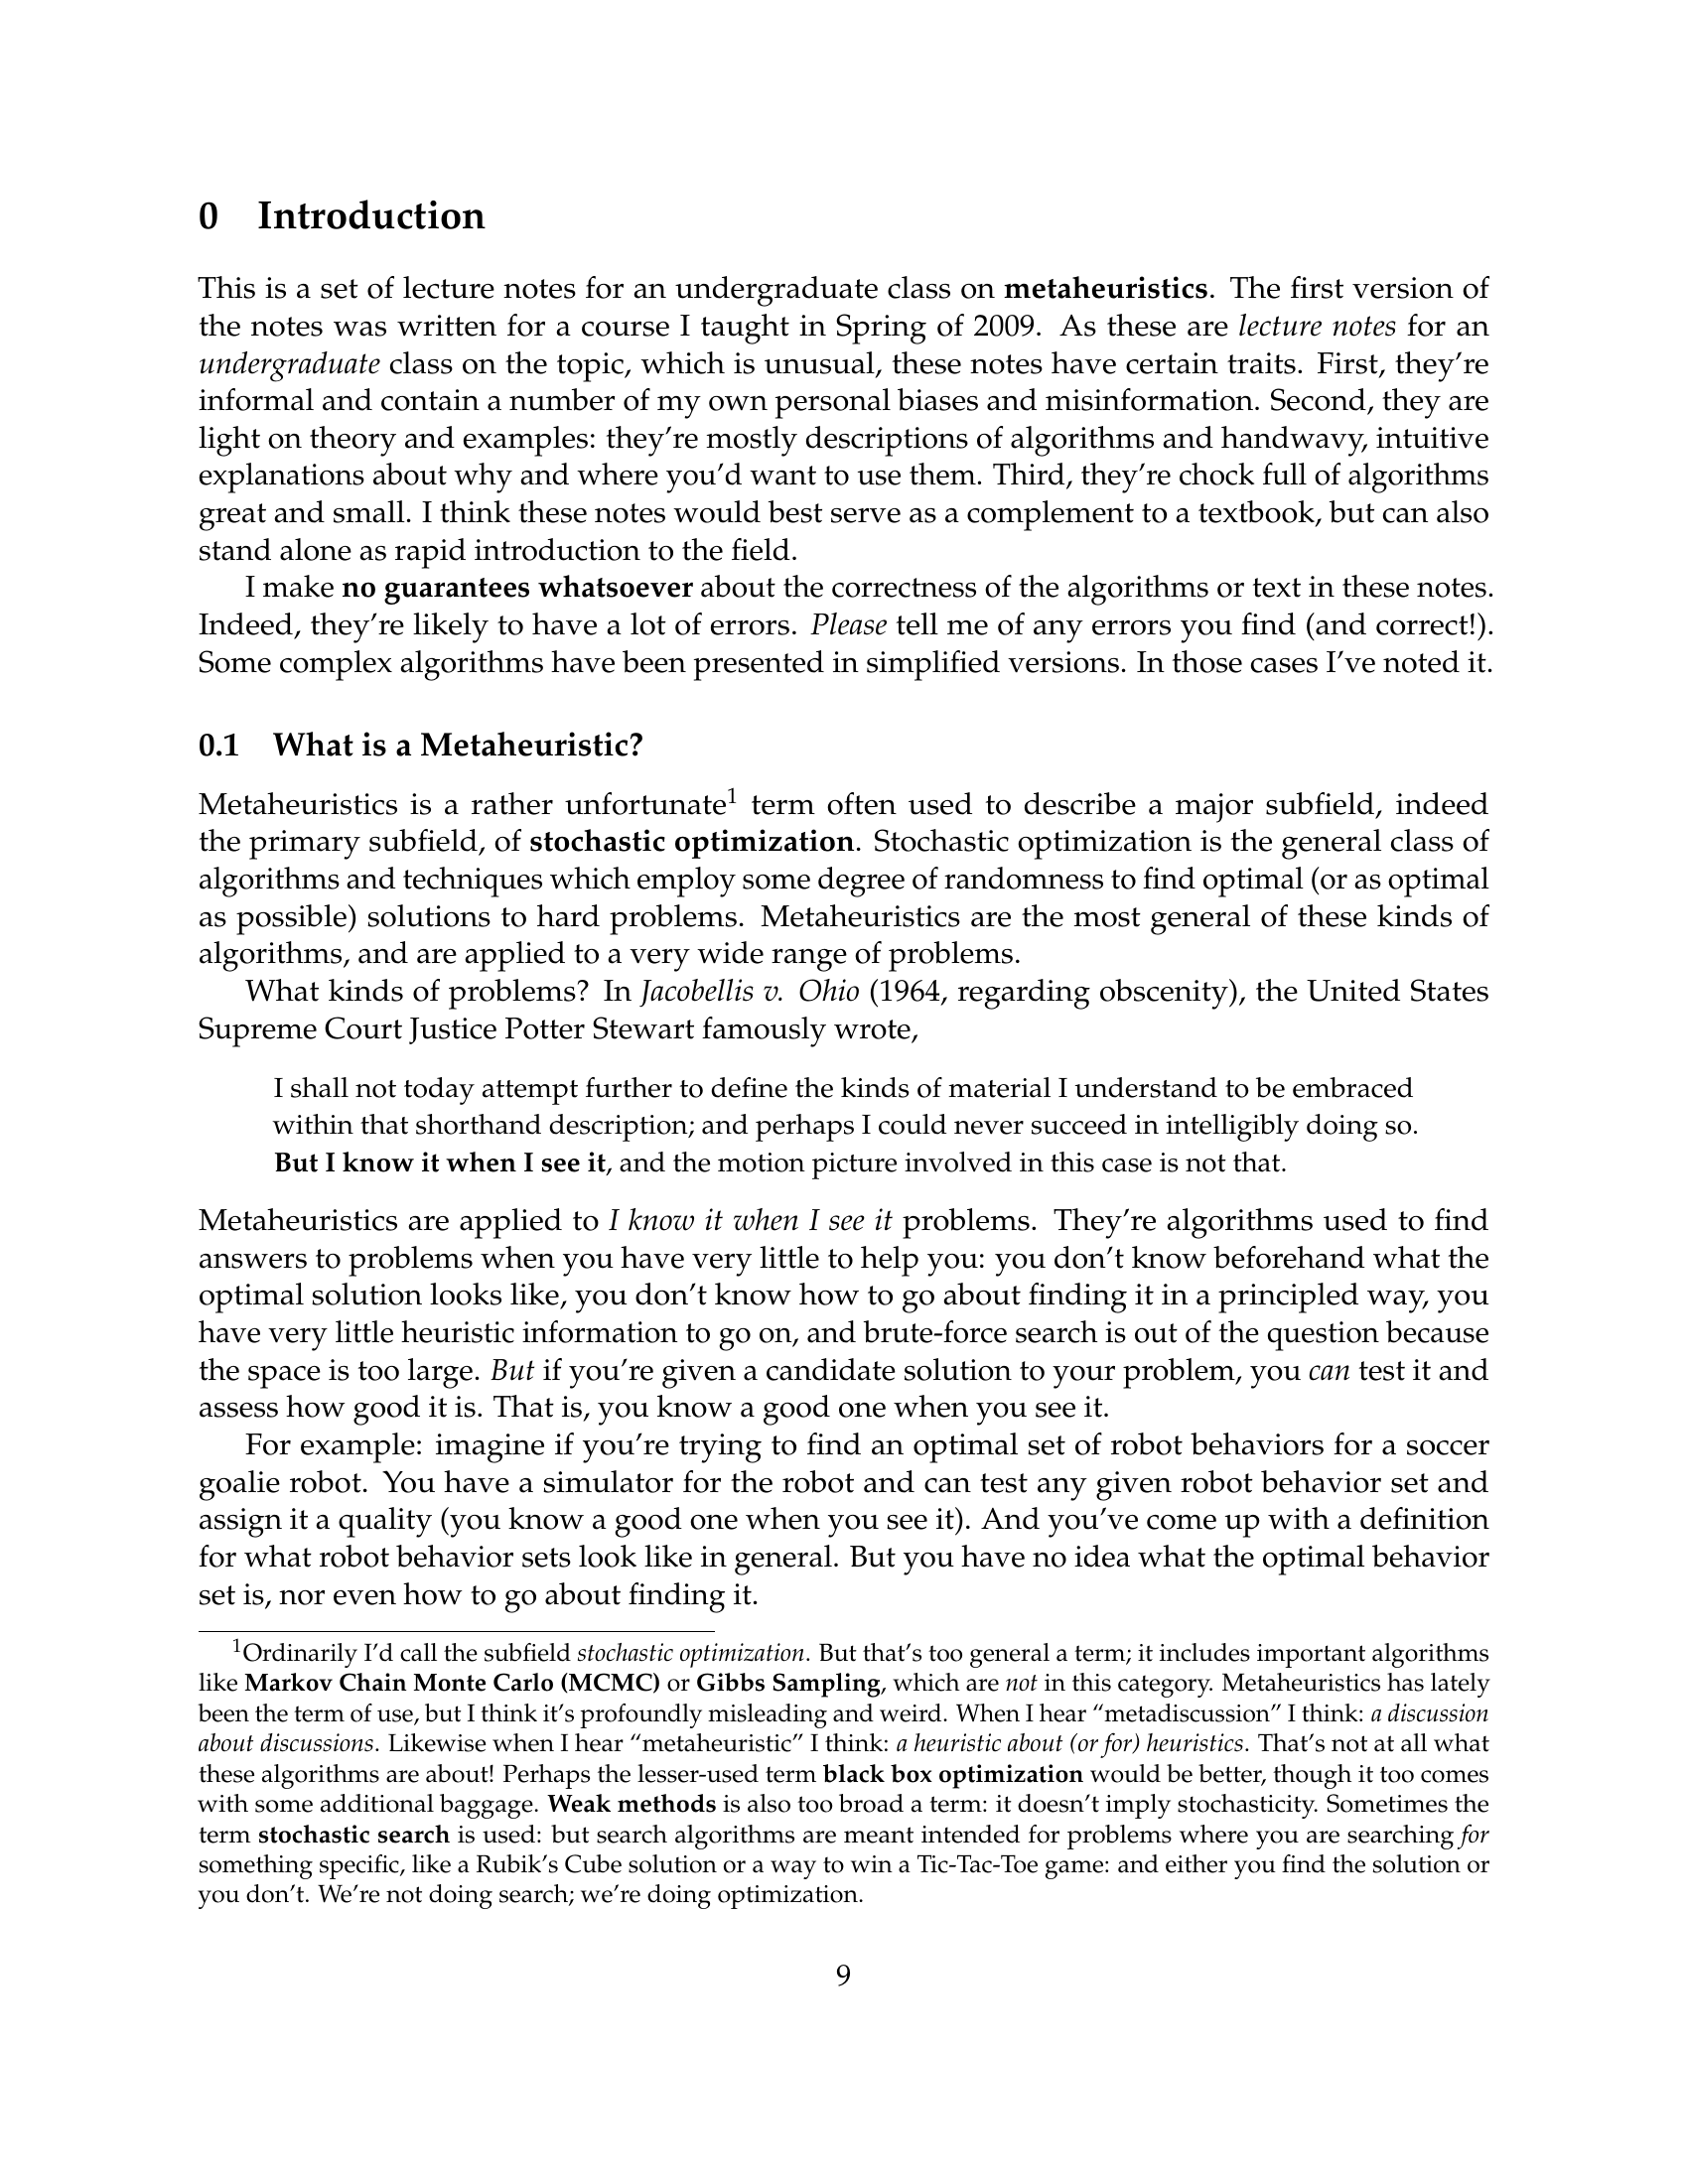 0 Introduction
This is a set of lecture notes for an undergraduate class on metaheuristics. The first version of
the notes was written for a course I taught in Spring of 2009. As these are lecture notes for an
undergraduate class on the topic, which is unusual, these notes have certain traits. First, they’re
informal and contain a number of my own personal biases and misinformation. Second, they are
light on theory and examples: they’re mostly descriptions of algorithms and handwavy, intuitive
explanations about why and where you’d want to use them. Third, they’re chock full of algorithms
great and small. I think these notes would best serve as a complement to a textbook, but can also
stand alone as rapid introduction to the field.
I make no guarantees whatsoever about the correctness of the algorithms or text in these notes.
Indeed, they’re likely to have a lot of errors. Please tell me of any errors you find (and correct!).
Some complex algorithms have been presented in simplified versions. In those cases I’ve noted it.
0.1 What is a Metaheuristic?
Metaheuristics is a rather unfortunate¹ term often used to describe a major subfield, indeed
the primary subfield, of stochastic optimization. Stochastic optimization is the general class of
algorithms and techniques which employ some degree of randomness to find optimal (or as optimal
as possible) solutions to hard problems. Metaheuristics are the most general of these kinds of
algorithms, and are applied to a very wide range of problems.
What kinds of problems? In Jacobellis v. Ohio (1964, regarding obscenity), the United States
Supreme Court Justice Potter Stewart famously wrote,
I shall not today attempt further to define the kinds of material I understand to be embraced
within that shorthand description; and perhaps I could never succeed in intelligibly doing so.
But I know it when I see it, and the motion picture involved in this case is not that.
Metaheuristics are applied to I know it when I see it problems. They’re algorithms used to find
answers to problems when you have very little to help you: you don’t know beforehand what the
optimal solution looks like, you don’t know how to go about finding it in a principled way, you
have very little heuristic information to go on, and brute-force search is out of the question because
the space is too large. But if you’re given a candidate solution to your problem, you can test it and
assess how good it is. That is, you know a good one when you see it.
For example: imagine if you’re trying to find an optimal set of robot behaviors for a soccer
goalie robot. You have a simulator for the robot and can test any given robot behavior set and
assign it a quality (you know a good one when you see it). And you’ve come up with a definition
for what robot behavior sets look like in general. But you have no idea what the optimal behavior
set is, nor even how to go about finding it.
¹Ordinarily I’d call the subfield stochastic optimization. But that’s too general a term; it includes important algorithms
like Markov Chain Monte Carlo (MCMC) or Gibbs Sampling, which are not in this category. Metaheuristics has lately
been the term of use, but I think it’s profoundly misleading and weird. When I hear “metadiscussion” I think: a discussion
about discussions. Likewise when I hear “metaheuristic” I think: a heuristic about (or for) heuristics. That’s not at all what
these algorithms are about! Perhaps the lesser-used term black box optimization would be better, though it too comes
with some additional baggage. Weak methods is also too broad a term: it doesn’t imply stochasticity. Sometimes the
term stochastic search is used: but search algorithms are meant intended for problems where you are searching for
something specific, like a Rubik’s Cube solution or a way to win a Tic-Tac-Toe game: and either you find the solution or
you don’t. We’re not doing search; we’re doing optimization.
9